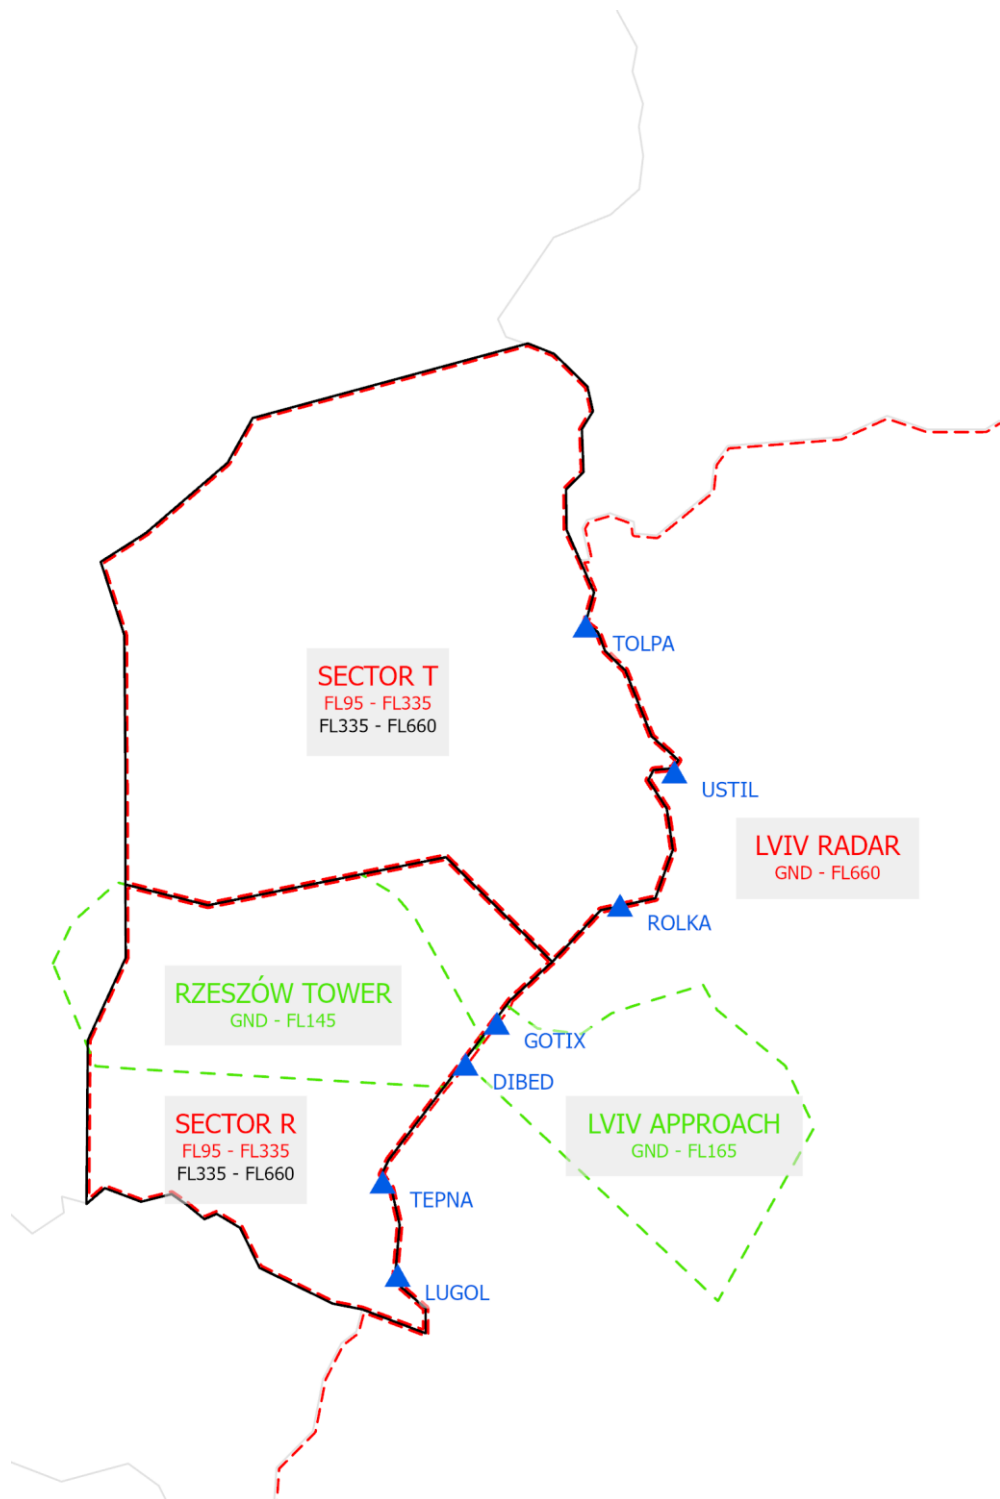 TOLPA
SECTOR T
FL95 - FL335
FL335 - FL660
USTIL
LVIV RADAR
GND - FL660
ROLKA
RZESZÓW TOWER
GND - FL145
GOTIX
DIBED
SECTOR R
FL95 - FL335
FL335 - FL660
LVIV APPROACH
GND - FL165
TEPNA
LUGOL